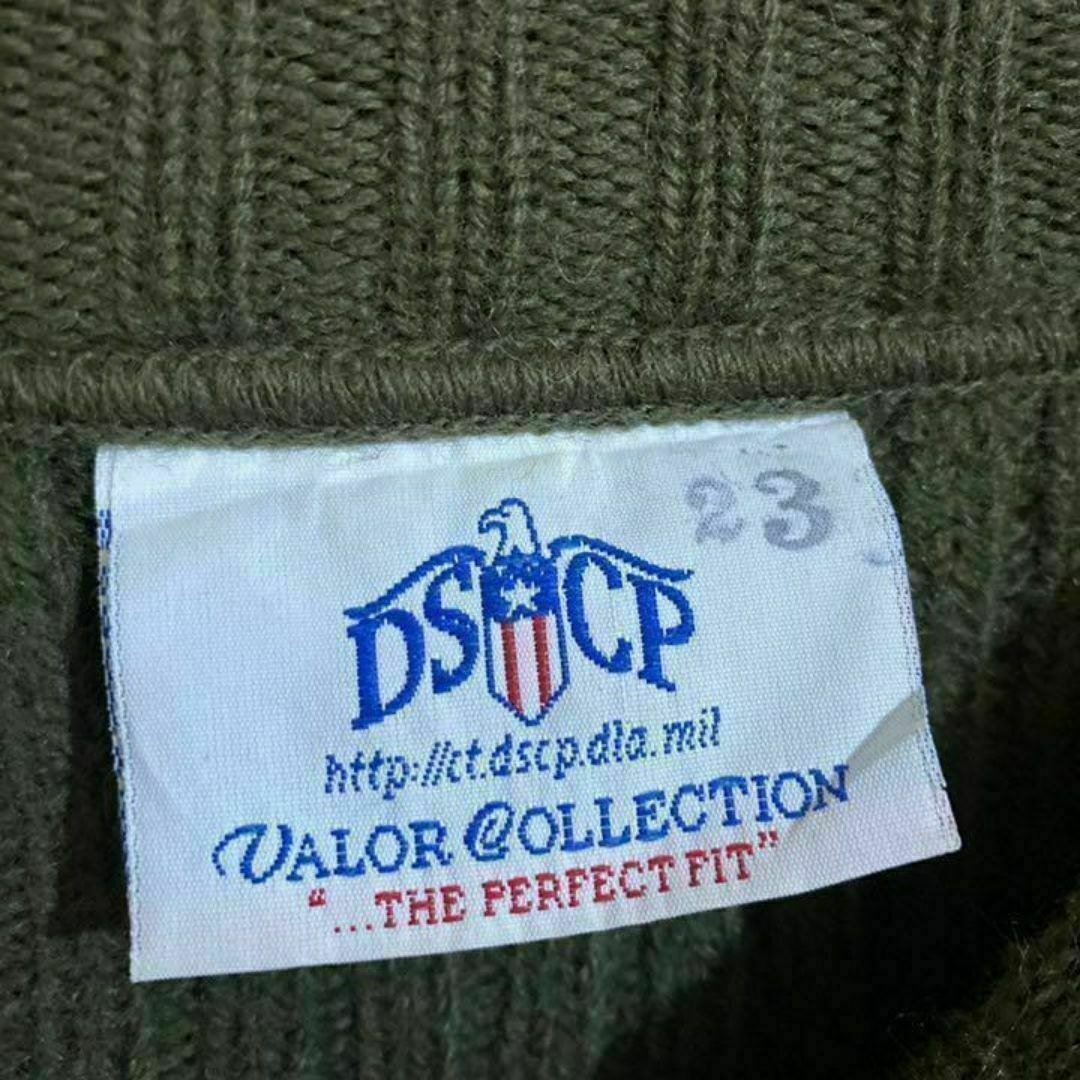 23
DSCP
http://ct.dscp.dla.mil
VALOR COLLECTION
"...THE PERFECT FIT"